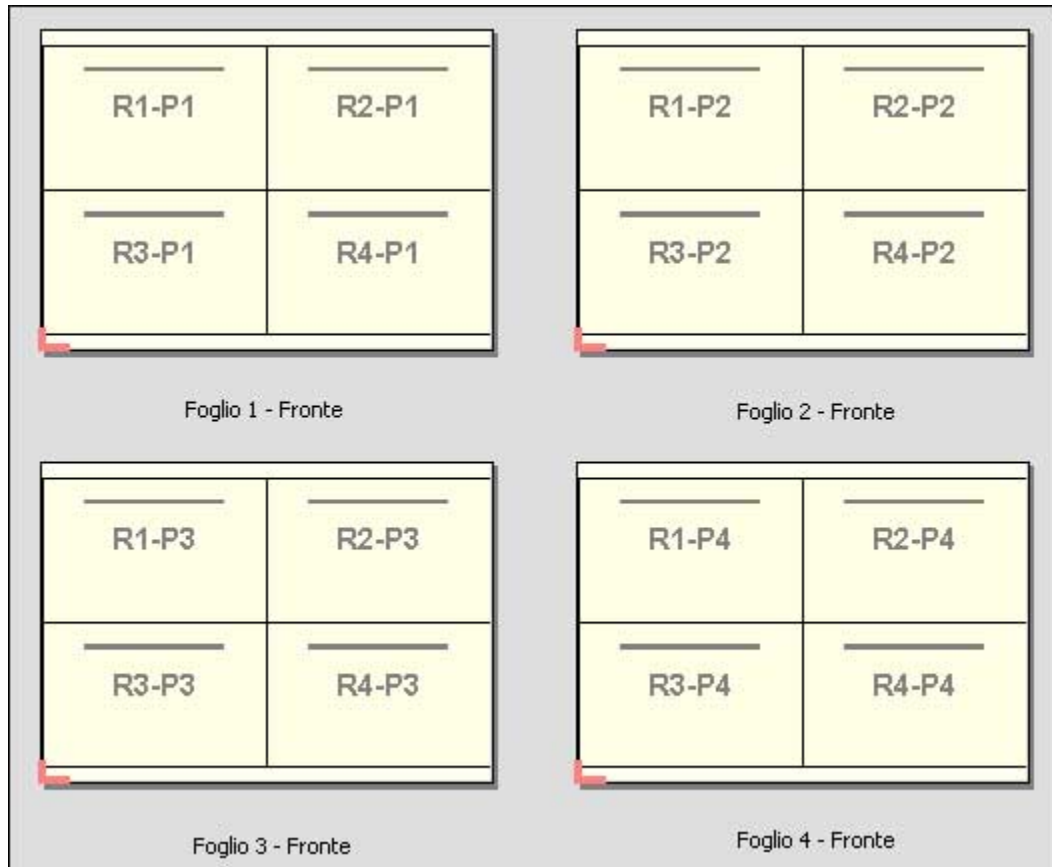 R1-P1 R2-P1
R3-P1 R4-P1
Foglio 1 - Fronte
R1-P2 R2-P2
R3-P2 R4-P2
Foglio 2 - Fronte
R1-P3 R2-P3
R3-P3 R4-P3
Foglio 3 - Fronte
R1-P4 R2-P4
R3-P4 R4-P4
Foglio 4 - Fronte